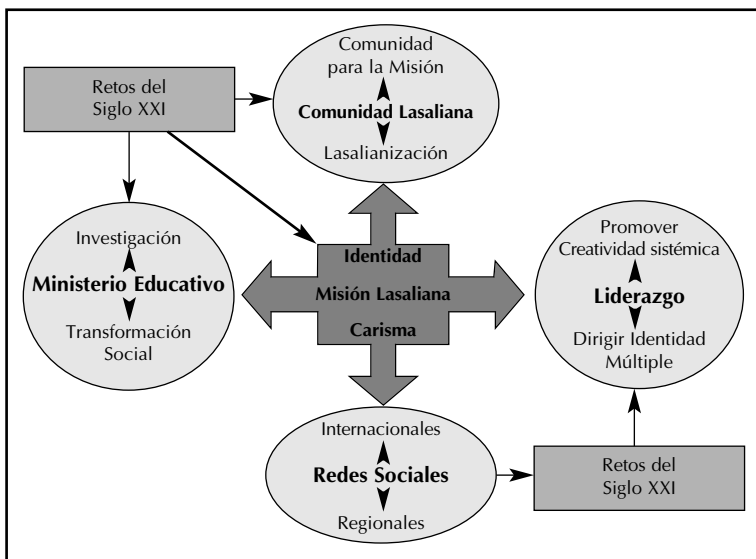 Retos del
Siglo XXI
Comunidad
para la Misión
Comunidad Lasaliana
Lasalianización
Investigación
Ministerio Educativo
Transformación
Social
Identidad
Misión Lasaliana
Carisma
Promover
Creatividad sistémica
Liderazgo
Dirigir Identidad
Múltiple
Internacionales
Redes Sociales
Regionales
Retos del
Siglo XXI